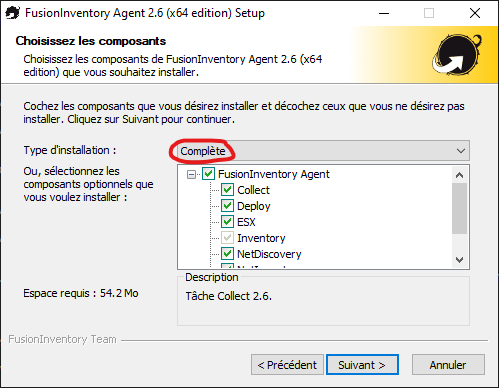 FusionInventory Agent 2.6 (x64 edition) Setup
Choisissez les composants
Choisissez les composants de FusionInventory Agent 2.6 (x64
edition) que vous souhaitez installer.
Cochez les composants que vous désirez installer et décochez ceux que vous ne désirez pas
installer. Cliquez sur Suivant pour continuer.
Type d'installation :
Complète
Ou, sélectionnez les
composants optionnels que
vous voulez installer :
FusionInventory Agent
Collect
Deploy
ESX
Inventory
NetDiscovery
Espace requis : 54.2 Mo
Description
Tâche Collect 2.6.
FusionInventory Team
< Précédent
Suivant >
Annuler